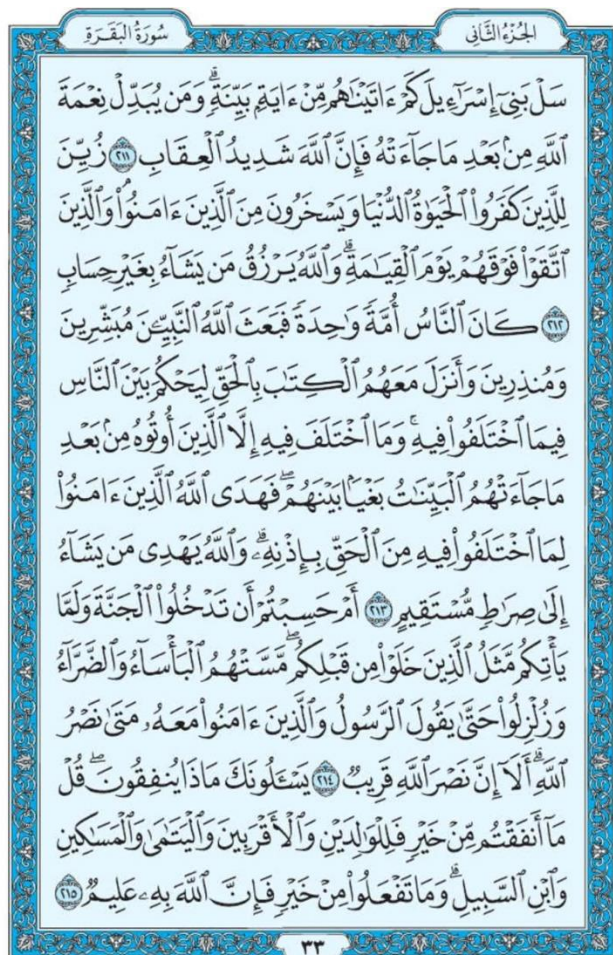 الجُزْءُ الثَّانِي
سُورَةُ البَقَرَةِ
سَلْ بَنِىٓ إِسْرَٰٓءِيلَ كَمْ ءَاتَيْنَٰهُم مِّنْ ءَايَةٍۭ بَيِّنَةٍۗ وَمَن يُبَدِّلْ نِعْمَةَ
ٱللَّهِ مِنۢ بَعْدِ مَا جَآءَتْهُ فَإِنَّ ٱللَّهَ شَدِيدُ ٱلْعِقَابِ ٢١١ زُيِّنَ
لِلَّذِينَ كَفَرُوا۟ ٱلْحَيَوٰةُ ٱلدُّنْيَا وَيَسْخَرُونَ مِنَ ٱلَّذِينَ ءَامَنُوا۟ۘ وَٱلَّذِينَ
ٱتَّقَوْا۟ فَوْقَهُمْ يَوْمَ ٱلْقِيَٰمَةِۗ وَٱللَّهُ يَرْزُقُ مَن يَشَآءُ بِغَيْرِ حِسَابٍ
٢١٢ كَانَ ٱلنَّاسُ أُمَّةً وَٰحِدَةً فَبَعَثَ ٱللَّهُ ٱلنَّبِيِّـۧنَ مُبَشِّرِينَ
وَمُنذِرِينَ وَأَنزَلَ مَعَهُمُ ٱلْكِتَٰبَ بِٱلْحَقِّ لِيَحْكُمَ بَيْنَ ٱلنَّاسِ
فِيمَا ٱخْتَلَفُوا۟ فِيهِۚ وَمَا ٱخْتَلَفَ فِيهِ إِلَّا ٱلَّذِينَ أُوتُوهُ مِنۢ بَعْدِ
مَا جَآءَتْهُمُ ٱلْبَيِّنَٰتُ بَغْيًۢا بَيْنَهُمْۖ فَهَدَى ٱللَّهُ ٱلَّذِينَ ءَامَنُوا۟
لِمَا ٱخْتَلَفُوا۟ فِيهِ مِنَ ٱلْحَقِّ بِإِذْنِهِۦۗ وَٱللَّهُ يَهْدِى مَن يَشَآءُ
إِلَىٰ صِرَٰطٍ مُّسْتَقِيمٍ ٢١٣ أَمْ حَسِبْتُمْ أَن تَدْخُلُوا۟ ٱلْجَنَّةَ وَلَمَّا
يَأْتِكُم مَّثَلُ ٱلَّذِينَ خَلَوْا۟ مِن قَبْلِكُمۖ مَّسَّتْهُمُ ٱلْبَأْسَآءُ وَٱلضَّرَّآءُ
وَزُلْزِلُوا۟ حَتَّىٰ يَقُولَ ٱلرَّسُولُ وَٱلَّذِينَ ءَامَنُوا۟ مَعَهُۥ مَتَىٰ نَصْرُ
ٱللَّهِۗ أَلَآ إِنَّ نَصْرَ ٱللَّهِ قَرِيبٌ ٢١٤ يَسْـَٔلُونَكَ مَاذَا يُنفِقُونَۖ قُلْ
مَآ أَنفَقْتُم مِّنْ خَيْرٍ فَلِلْوَٰلِدَيْنِ وَٱلْأَقْرَبِينَ وَٱلْيَتَٰمَىٰ وَٱلْمَسَٰكِينِ
وَٱبْنِ ٱلسَّبِيلِۗ وَمَا تَفْعَلُوا۟ مِنْ خَيْرٍ فَإِنَّ ٱللَّهَ بِهِۦ عَلِيمٌ ٢١٥
٣٣